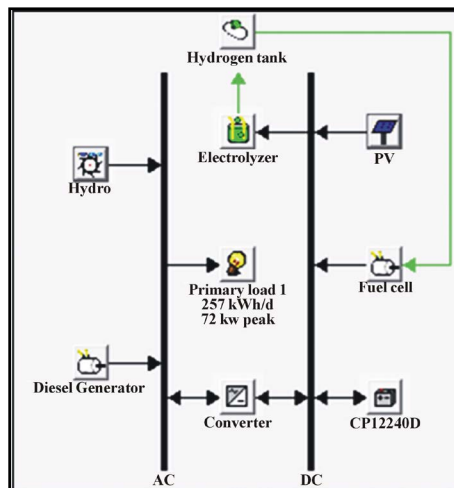 Hydrogen tank
Electrolyzer
PV
Hydro
Primary load 1
257 kWh/d
72 kw peak
Fuel cell
Diesel Generator
Converter
CP12240D
AC
DC